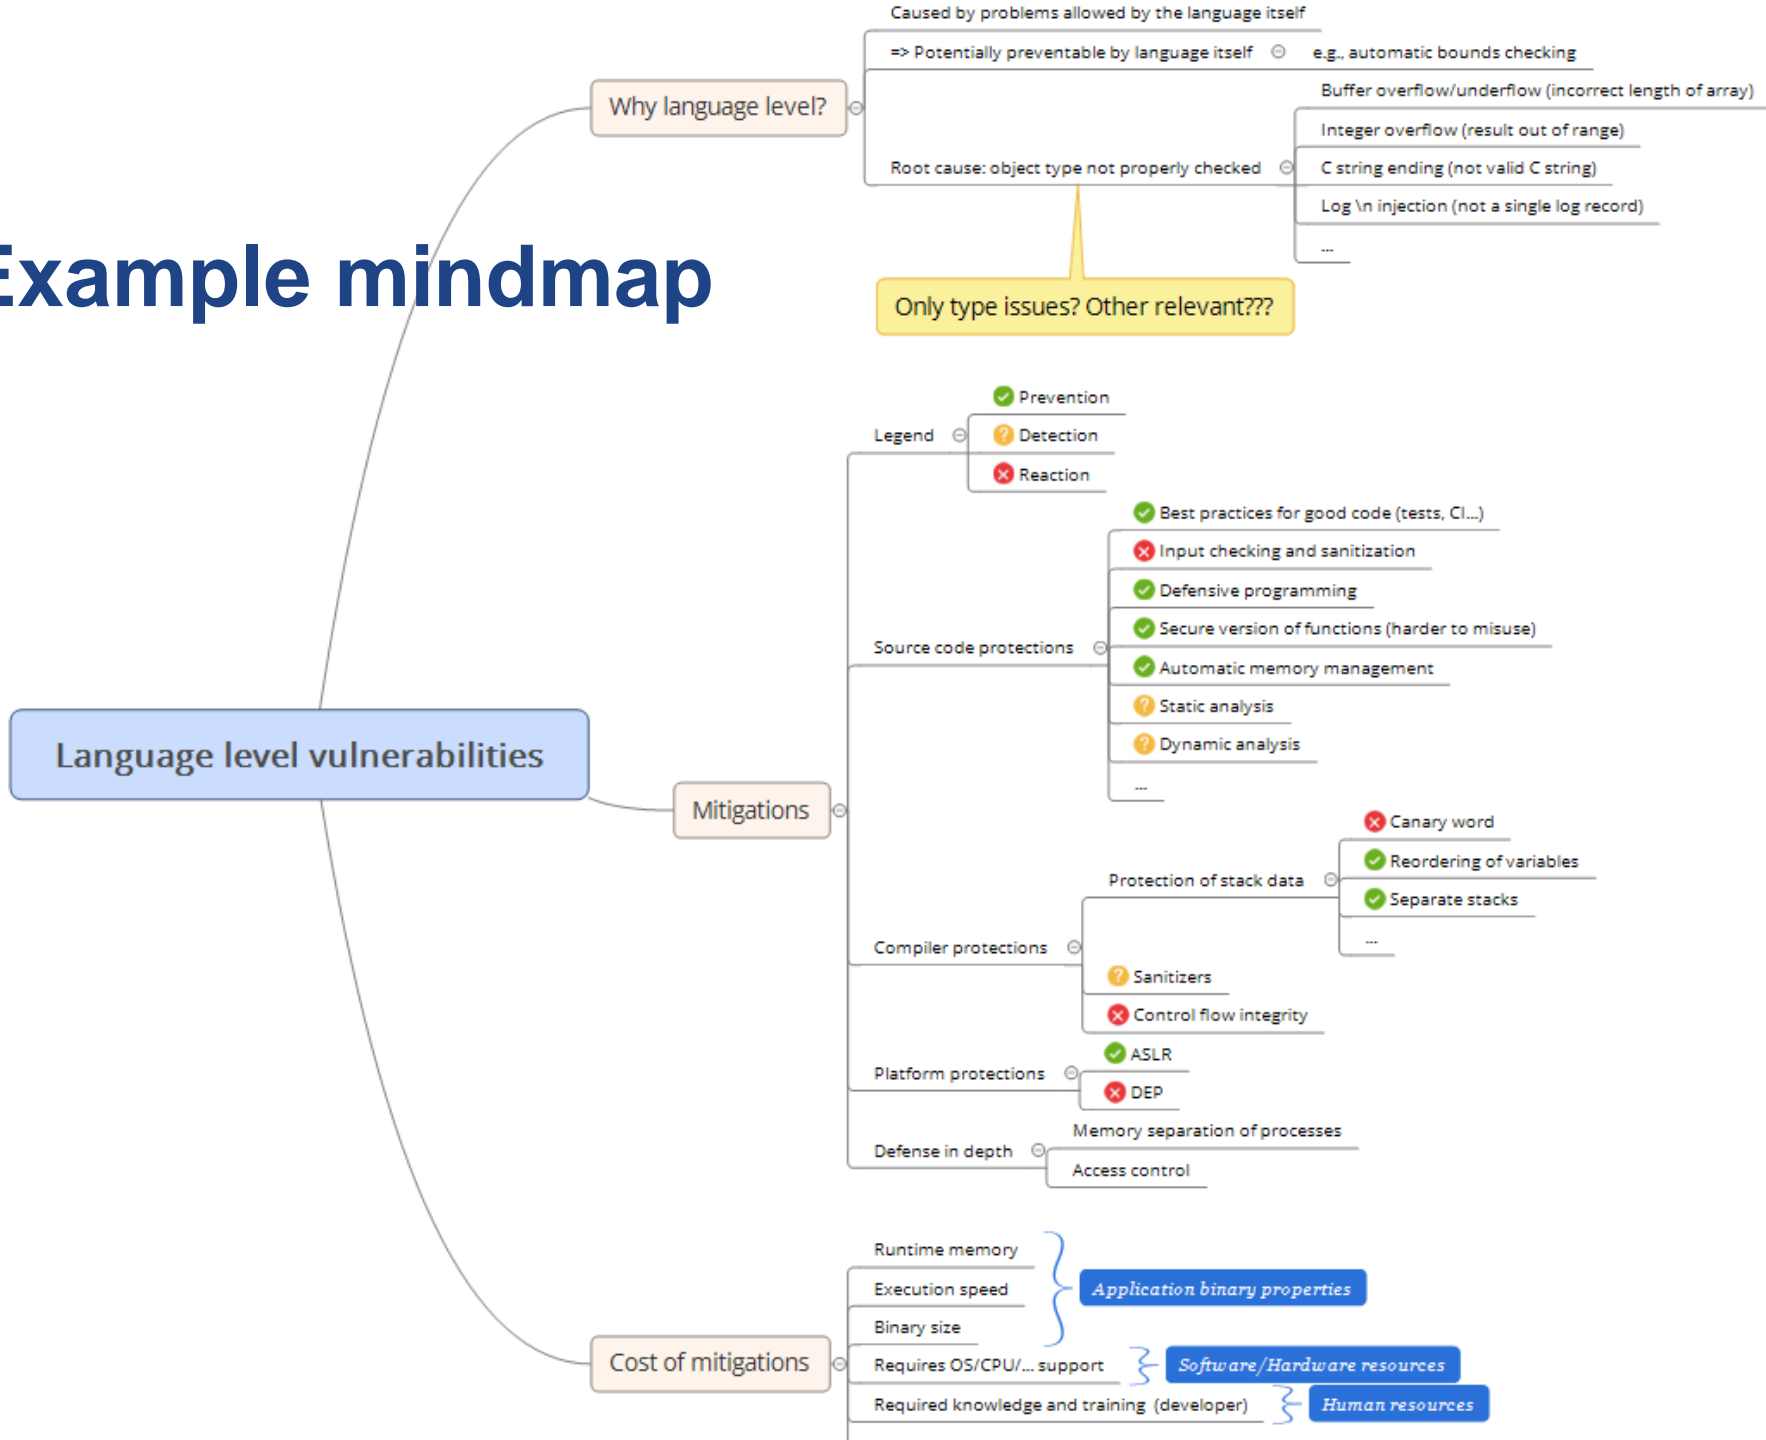 Caused by problems allowed by the language itself
=> Potentially preventable by language itself
e.g., automatic bounds checking
Why language level?
Buffer overflow/underflow (incorrect length of array)
Integer overflow (result out of range)
Root cause: object type not properly checked
C string ending (not valid C string)
Log \n injection (not a single log record)
...
Example mindmap
Only type issues? Other relevant???
Legend
Prevention
Detection
Reaction
Source code protections
Best practices for good code (tests, CI...)
Input checking and sanitization
Defensive programming
Secure version of functions (harder to misuse)
Automatic memory management
Static analysis
Dynamic analysis
...
Language level vulnerabilities
Mitigations
Compiler protections
Protection of stack data
Canary word
Reordering of variables
Separate stacks
...
Sanitizers
Control flow integrity
Platform protections
ASLR
DEP
Defense in depth
Memory separation of processes
Access control
Cost of mitigations
Runtime memory
Execution speed
Binary size
Application binary properties
Requires OS/CPU/... support
Software/Hardware resources
Required knowledge and training (developer)
Human resources